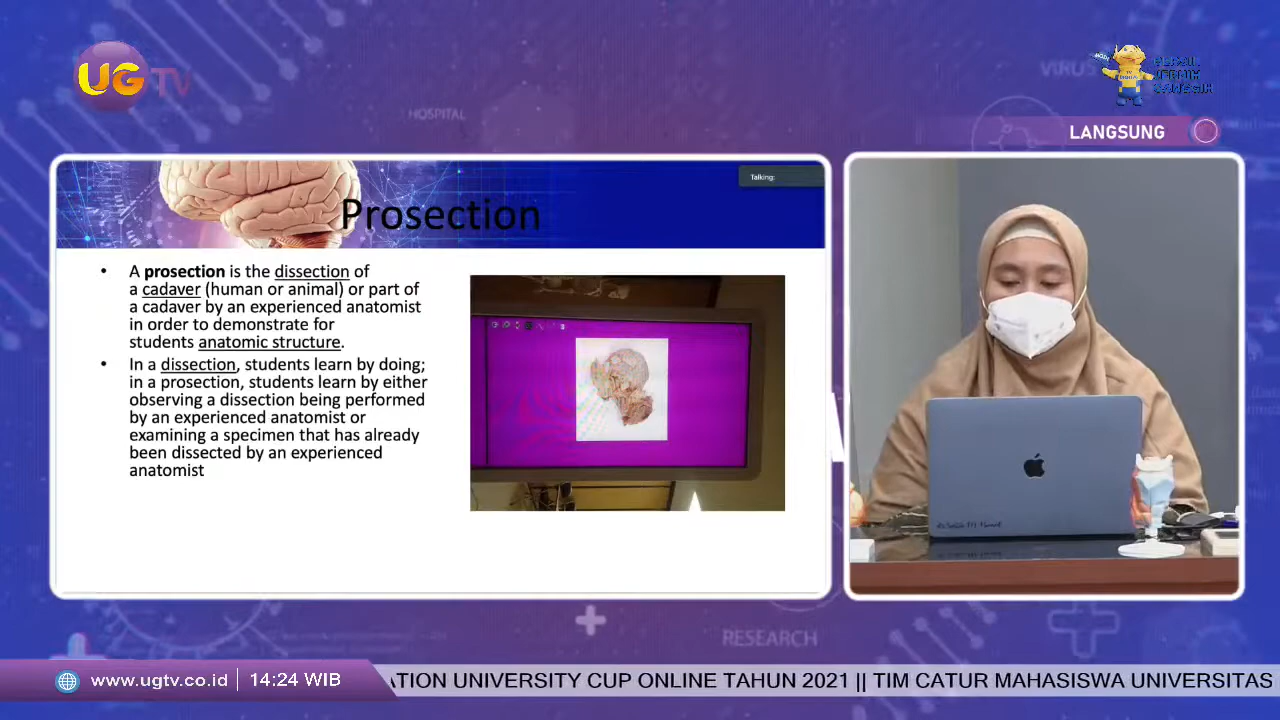 UG TV
VIRUS
HOSPITAL
LANGSUNG
Talking:
Prosection
• A prosection is the dissection of
a cadaver (human or animal) or part of
a cadaver by an experienced anatomist
in order to demonstrate for
students anatomic structure.
• In a dissection, students learn by doing;
in a prosection, students learn by either
observing a dissection being performed
by an experienced anatomist or
examining a specimen that has already
been dissected by an experienced
anatomist
RESEARCH
www.ugtv.co.id
14:24 WIB
ATION UNIVERSITY CUP ONLINE TAHUN 2021 || TIM CATUR MAHASISWA UNIVERSITAS